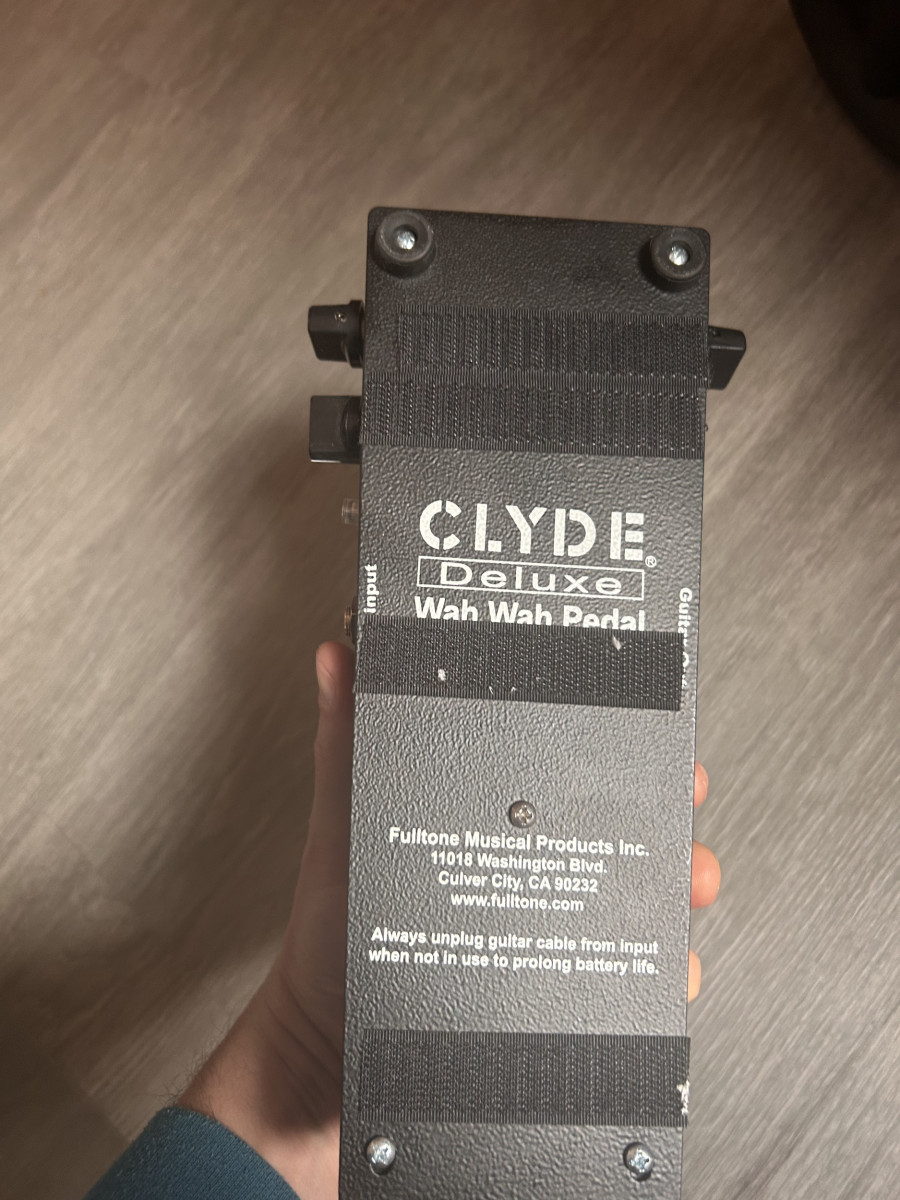 CLYDE®
Deluxe
Wah Wah Pedal
input
Guitar
Fulltone Musical Products Inc.
11018 Washington Blvd.
Culver City, CA 90232
www.fulltone.com
Always unplug guitar cable from input
when not in use to prolong battery life.